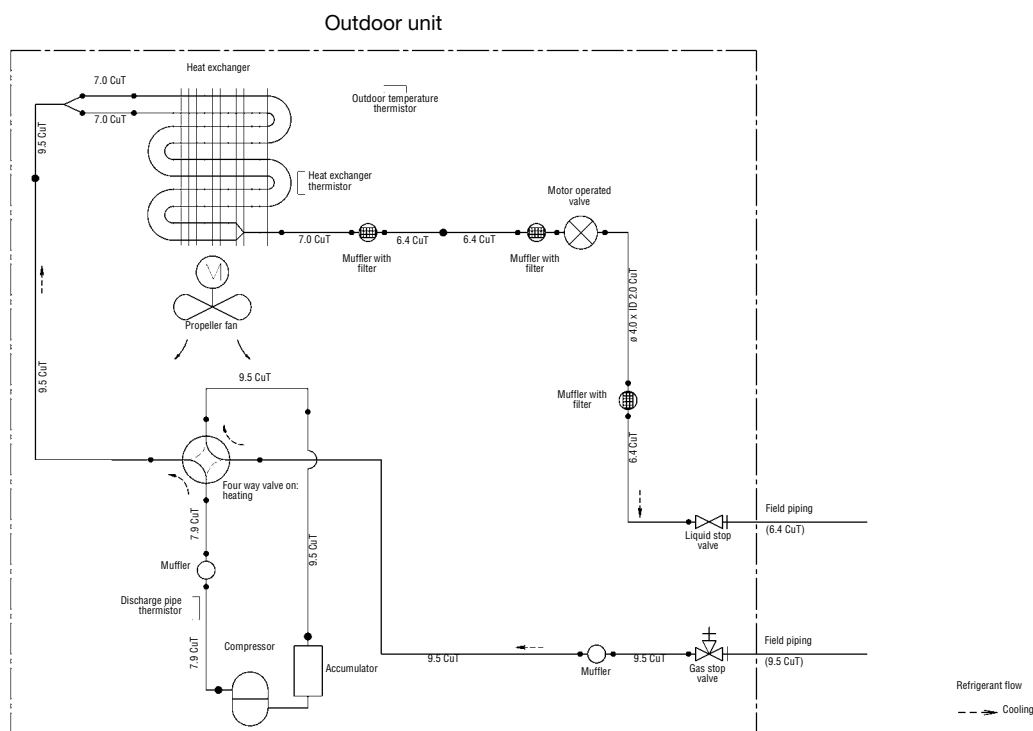 Outdoor unit
Heat exchanger
7.0 CuT
7.0 CuT
9.5 CuT
Outdoor temperature
thermistor
Heat exchanger
thermistor
Motor operated
valve
7.0 CuT
6.4 CuT
6.4 CuT
Muffler with
filter
Muffler with
filter
M
Propeller fan
ø 4.0 x ID 2.0 CuT
9.5 CuT
9.5 CuT
Muffler with
filter
6.4 CuT
Four way valve on:
heating
7.9 CuT
9.5 CuT
Field piping
(6.4 CuT)
Liquid stop
valve
Muffler
Discharge pipe
thermistor
7.9 CuT
Compressor
Accumulator
9.5 CuT
Muffler
9.5 CuT
Gas stop
valve
Field piping
(9.5 CuT)
Refrigerant flow
Cooling